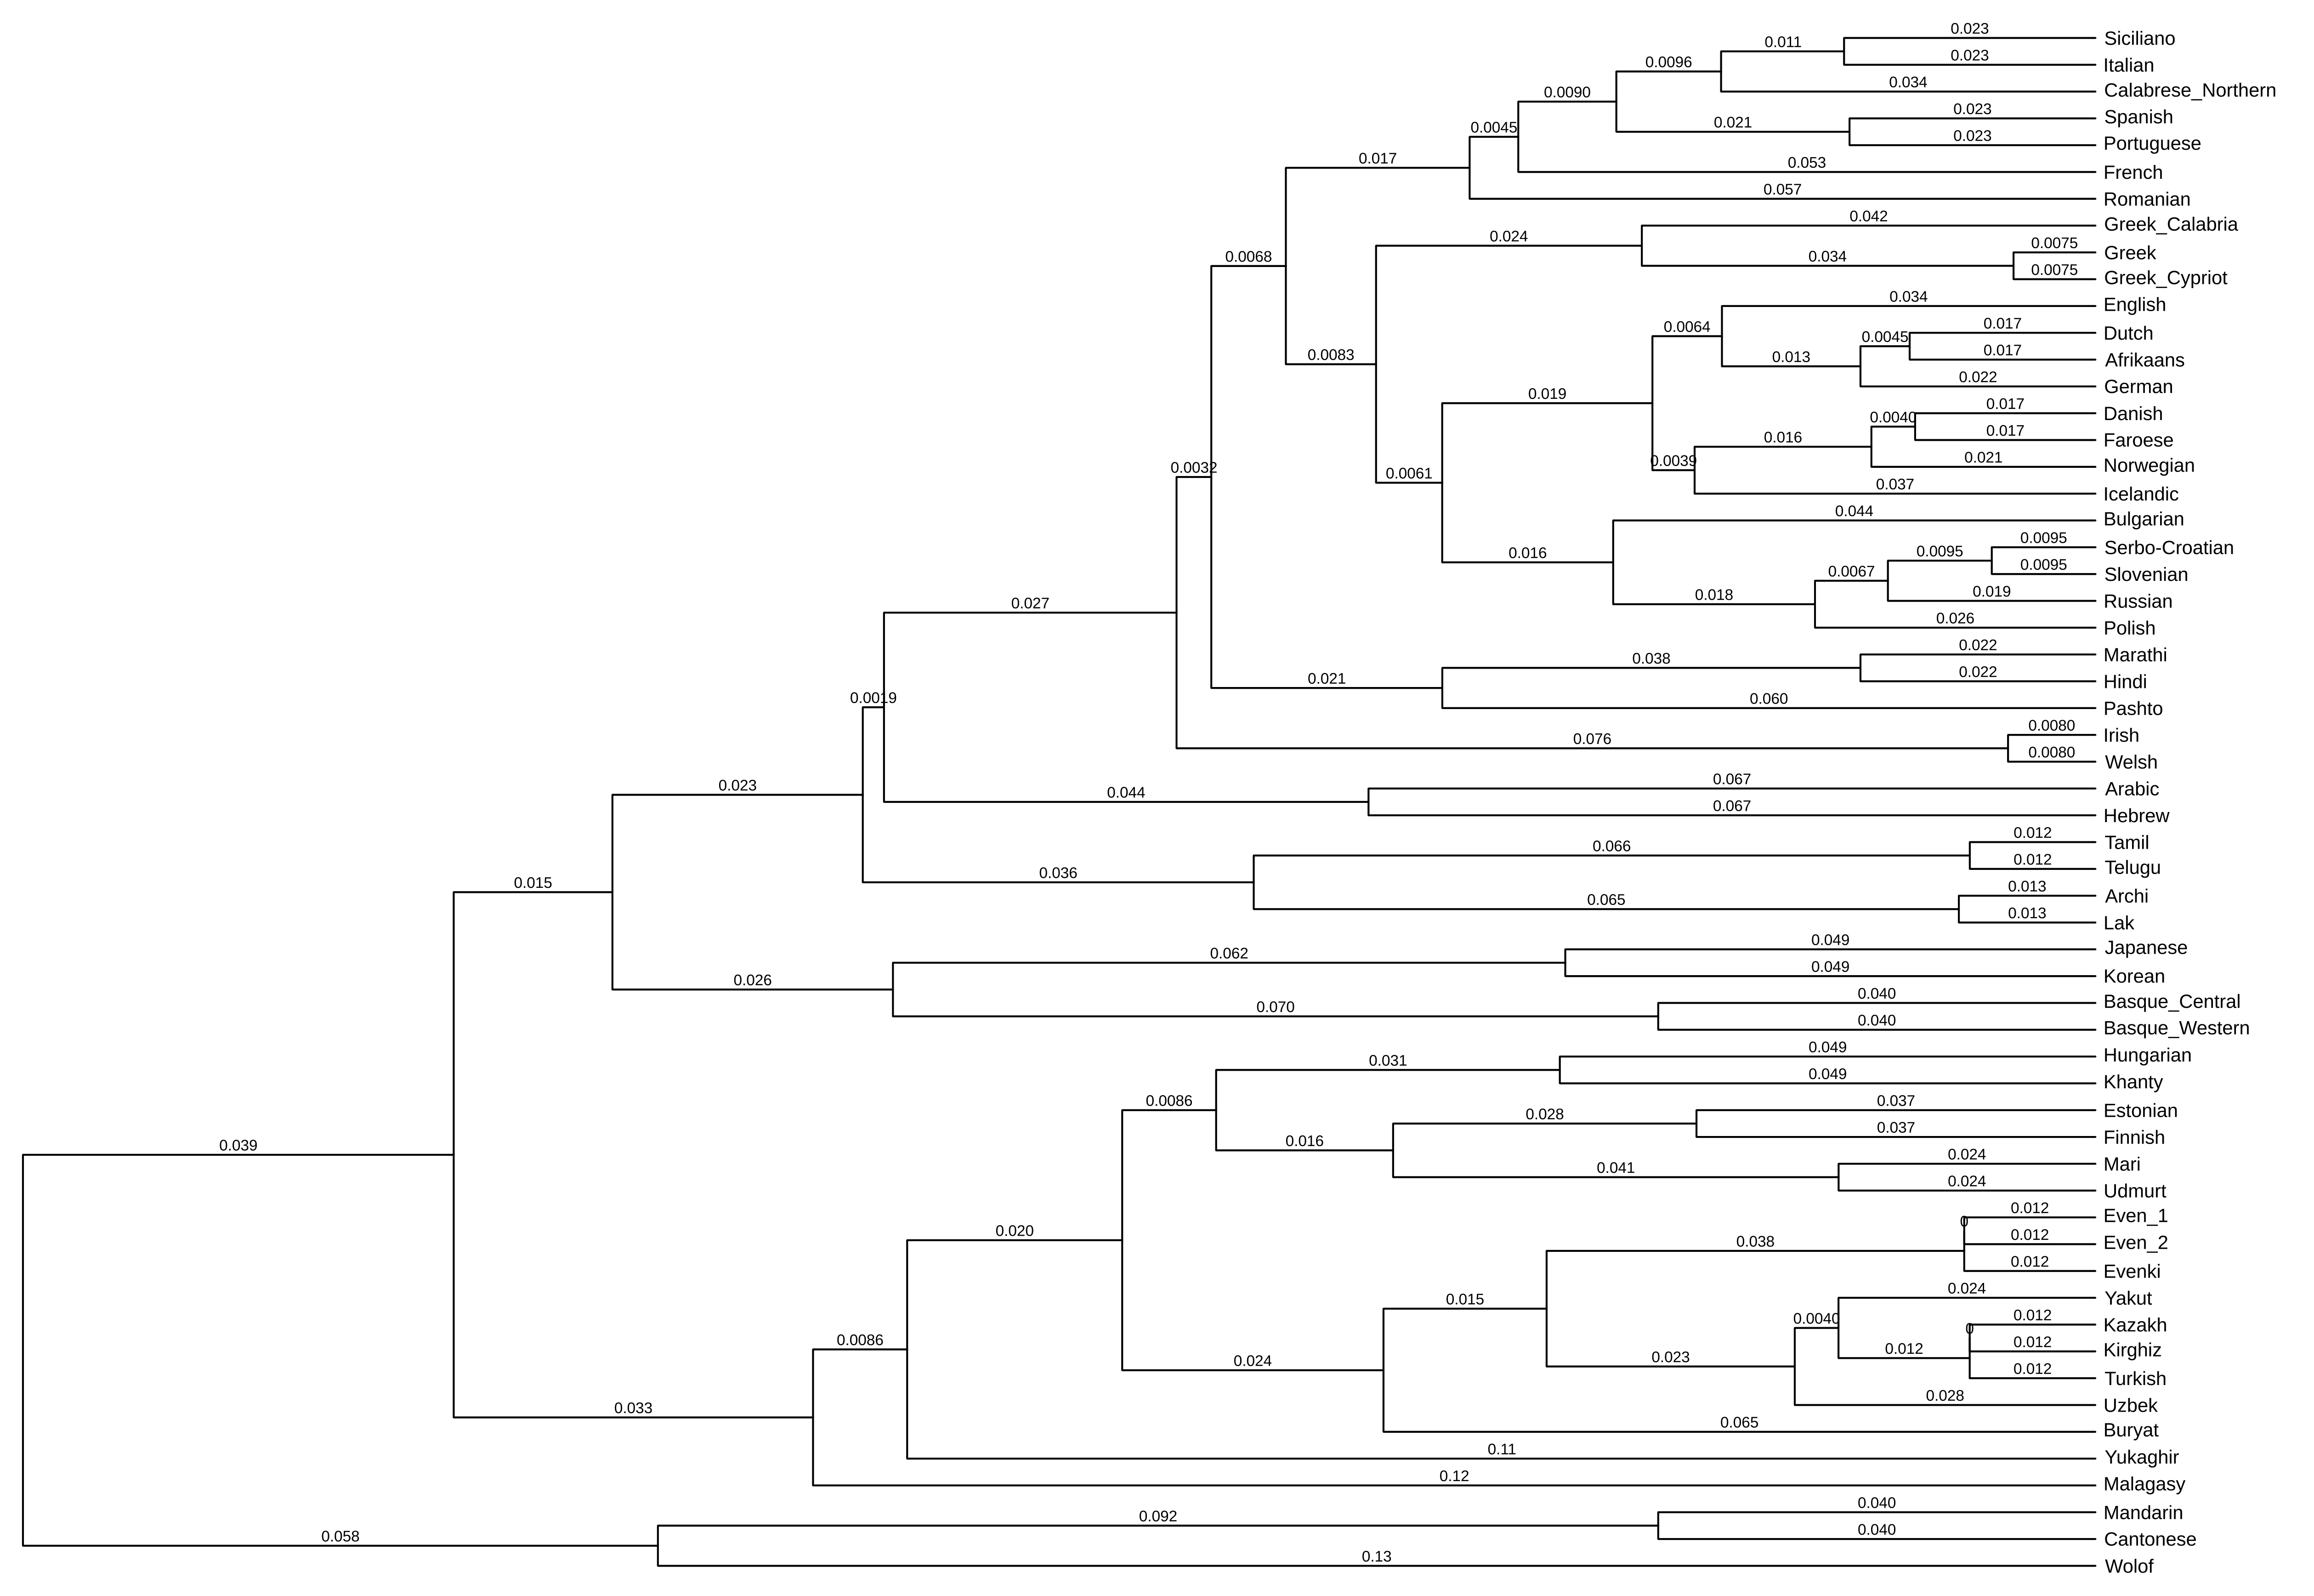 0.023
Siciliano
0.011
0.023
Italian
0.0096
0.034
Calabrese_Northern
0.0090
0.023
Spanish
0.021
0.023
Portuguese
0.0045
0.053
French
0.017
0.057
Romanian
0.042
Greek_Calabria
0.024
0.0075
Greek
0.0068
0.034
0.0075
Greek_Cypriot
0.034
English
0.0064
0.017
Dutch
0.0045
0.0083
0.013
0.017
Afrikaans
0.022
German
0.019
0.017
Danish
0.0040
0.016
0.017
Faroese
0.0032
0.0061
0.0039
0.021
Norwegian
0.037
Icelandic
0.044
Bulgarian
0.016
0.0095
0.0095
Serbo-Croatian
0.0067
0.0095
Slovenian
0.027
0.018
0.019
Russian
0.026
Polish
0.022
Marathi
0.038
0.021
0.022
Hindi
0.0019
0.060
Pashto
0.0080
Irish
0.076
0.0080
Welsh
0.023
0.044
0.067
Arabic
0.067
Hebrew
0.012
Tamil
0.066
0.036
0.012
Telugu
0.015
0.013
Archi
0.065
0.013
Lak
0.049
Japanese
0.062
0.026
0.049
Korean
0.040
Basque_Central
0.070
0.040
Basque_Western
0.049
Hungarian
0.031
0.049
Khanty
0.0086
0.037
Estonian
0.028
0.039
0.016
0.037
Finnish
0.024
Mari
0.041
0.024
Udmurt
0.012
Even_1
0
0.020
0.038
0.012
Even_2
0.012
Evenki
0.015
0.024
Yakut
0.0040
0.012
Kazakh
0
0.0086
0.024
0.023
0.012
0.012
Kirghiz
0.012
Turkish
0.033
0.028
Uzbek
0.065
Buryat
0.11
Yukaghir
0.12
Malagasy
0.040
Mandarin
0.058
0.092
0.040
Cantonese
0.13
Wolof